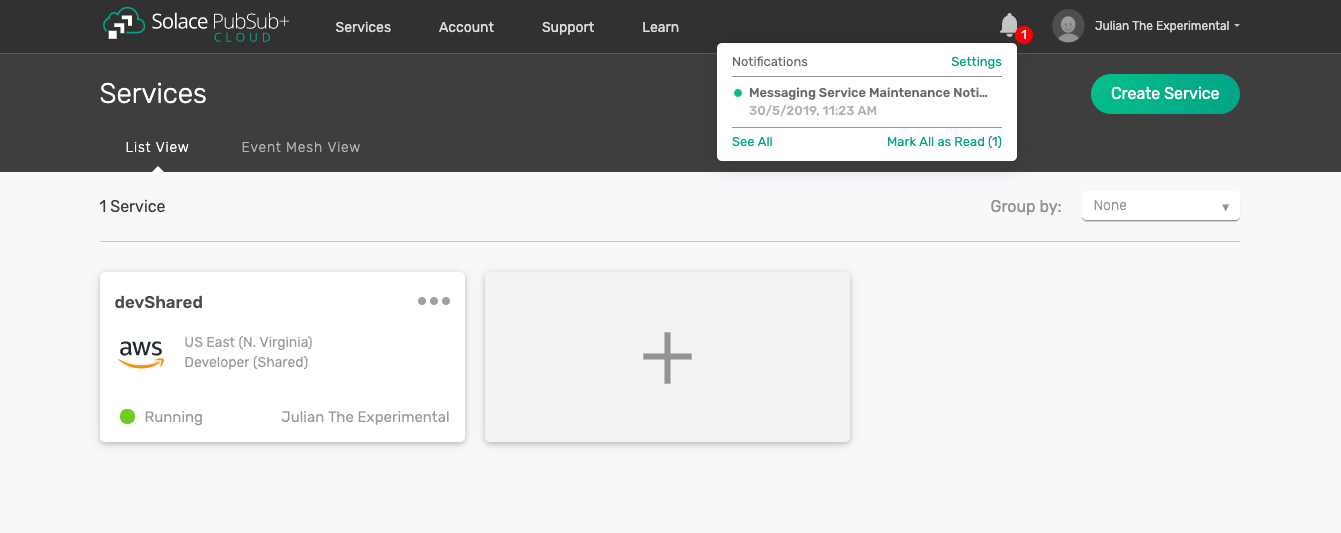 Solace PubSub+
CLOUD
Services
Account
Support
Learn
1
Julian The Experimental
Notifications
Settings
Messaging Service Maintenance Noti...
30/5/2019, 11:23 AM
See All
Mark All as Read (1)
Services
Create Service
List View
Event Mesh View
1 Service
Group by:
None
devShared
aws
US East (N. Virginia)
Developer (Shared)
Running
Julian The Experimental